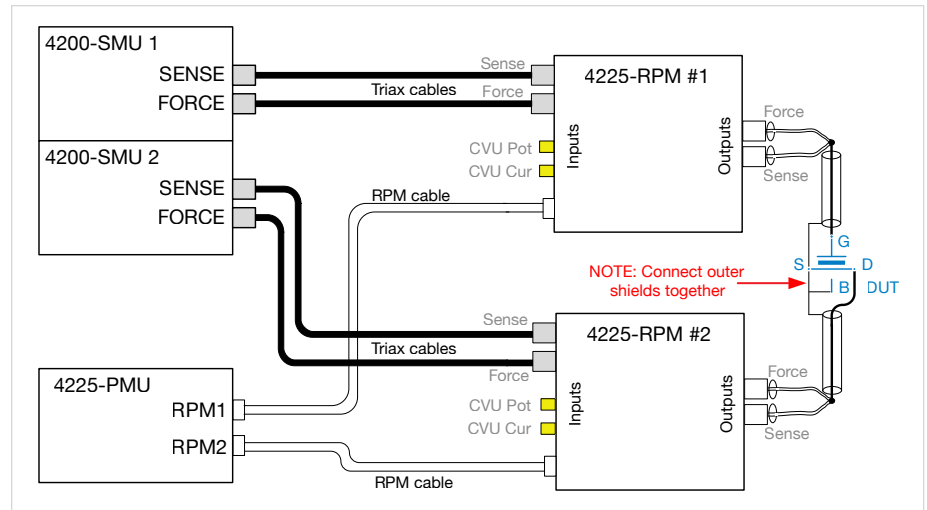 4200-SMU 1
SENSE
FORCE
4200-SMU 2
SENSE
FORCE
4225-PMU
RPM1
RPM2
Triax cables
RPM cable
Triax cables
RPM cable
Sense
Force
CVU Pot
CVU Cur
4225-RPM #1
Inputs
Outputs
Force
Sense
G
S
D
B
DUT
NOTE: Connect outer
shields together
Sense
Force
CVU Pot
CVU Cur
4225-RPM #2
Inputs
Outputs
Force
Sense